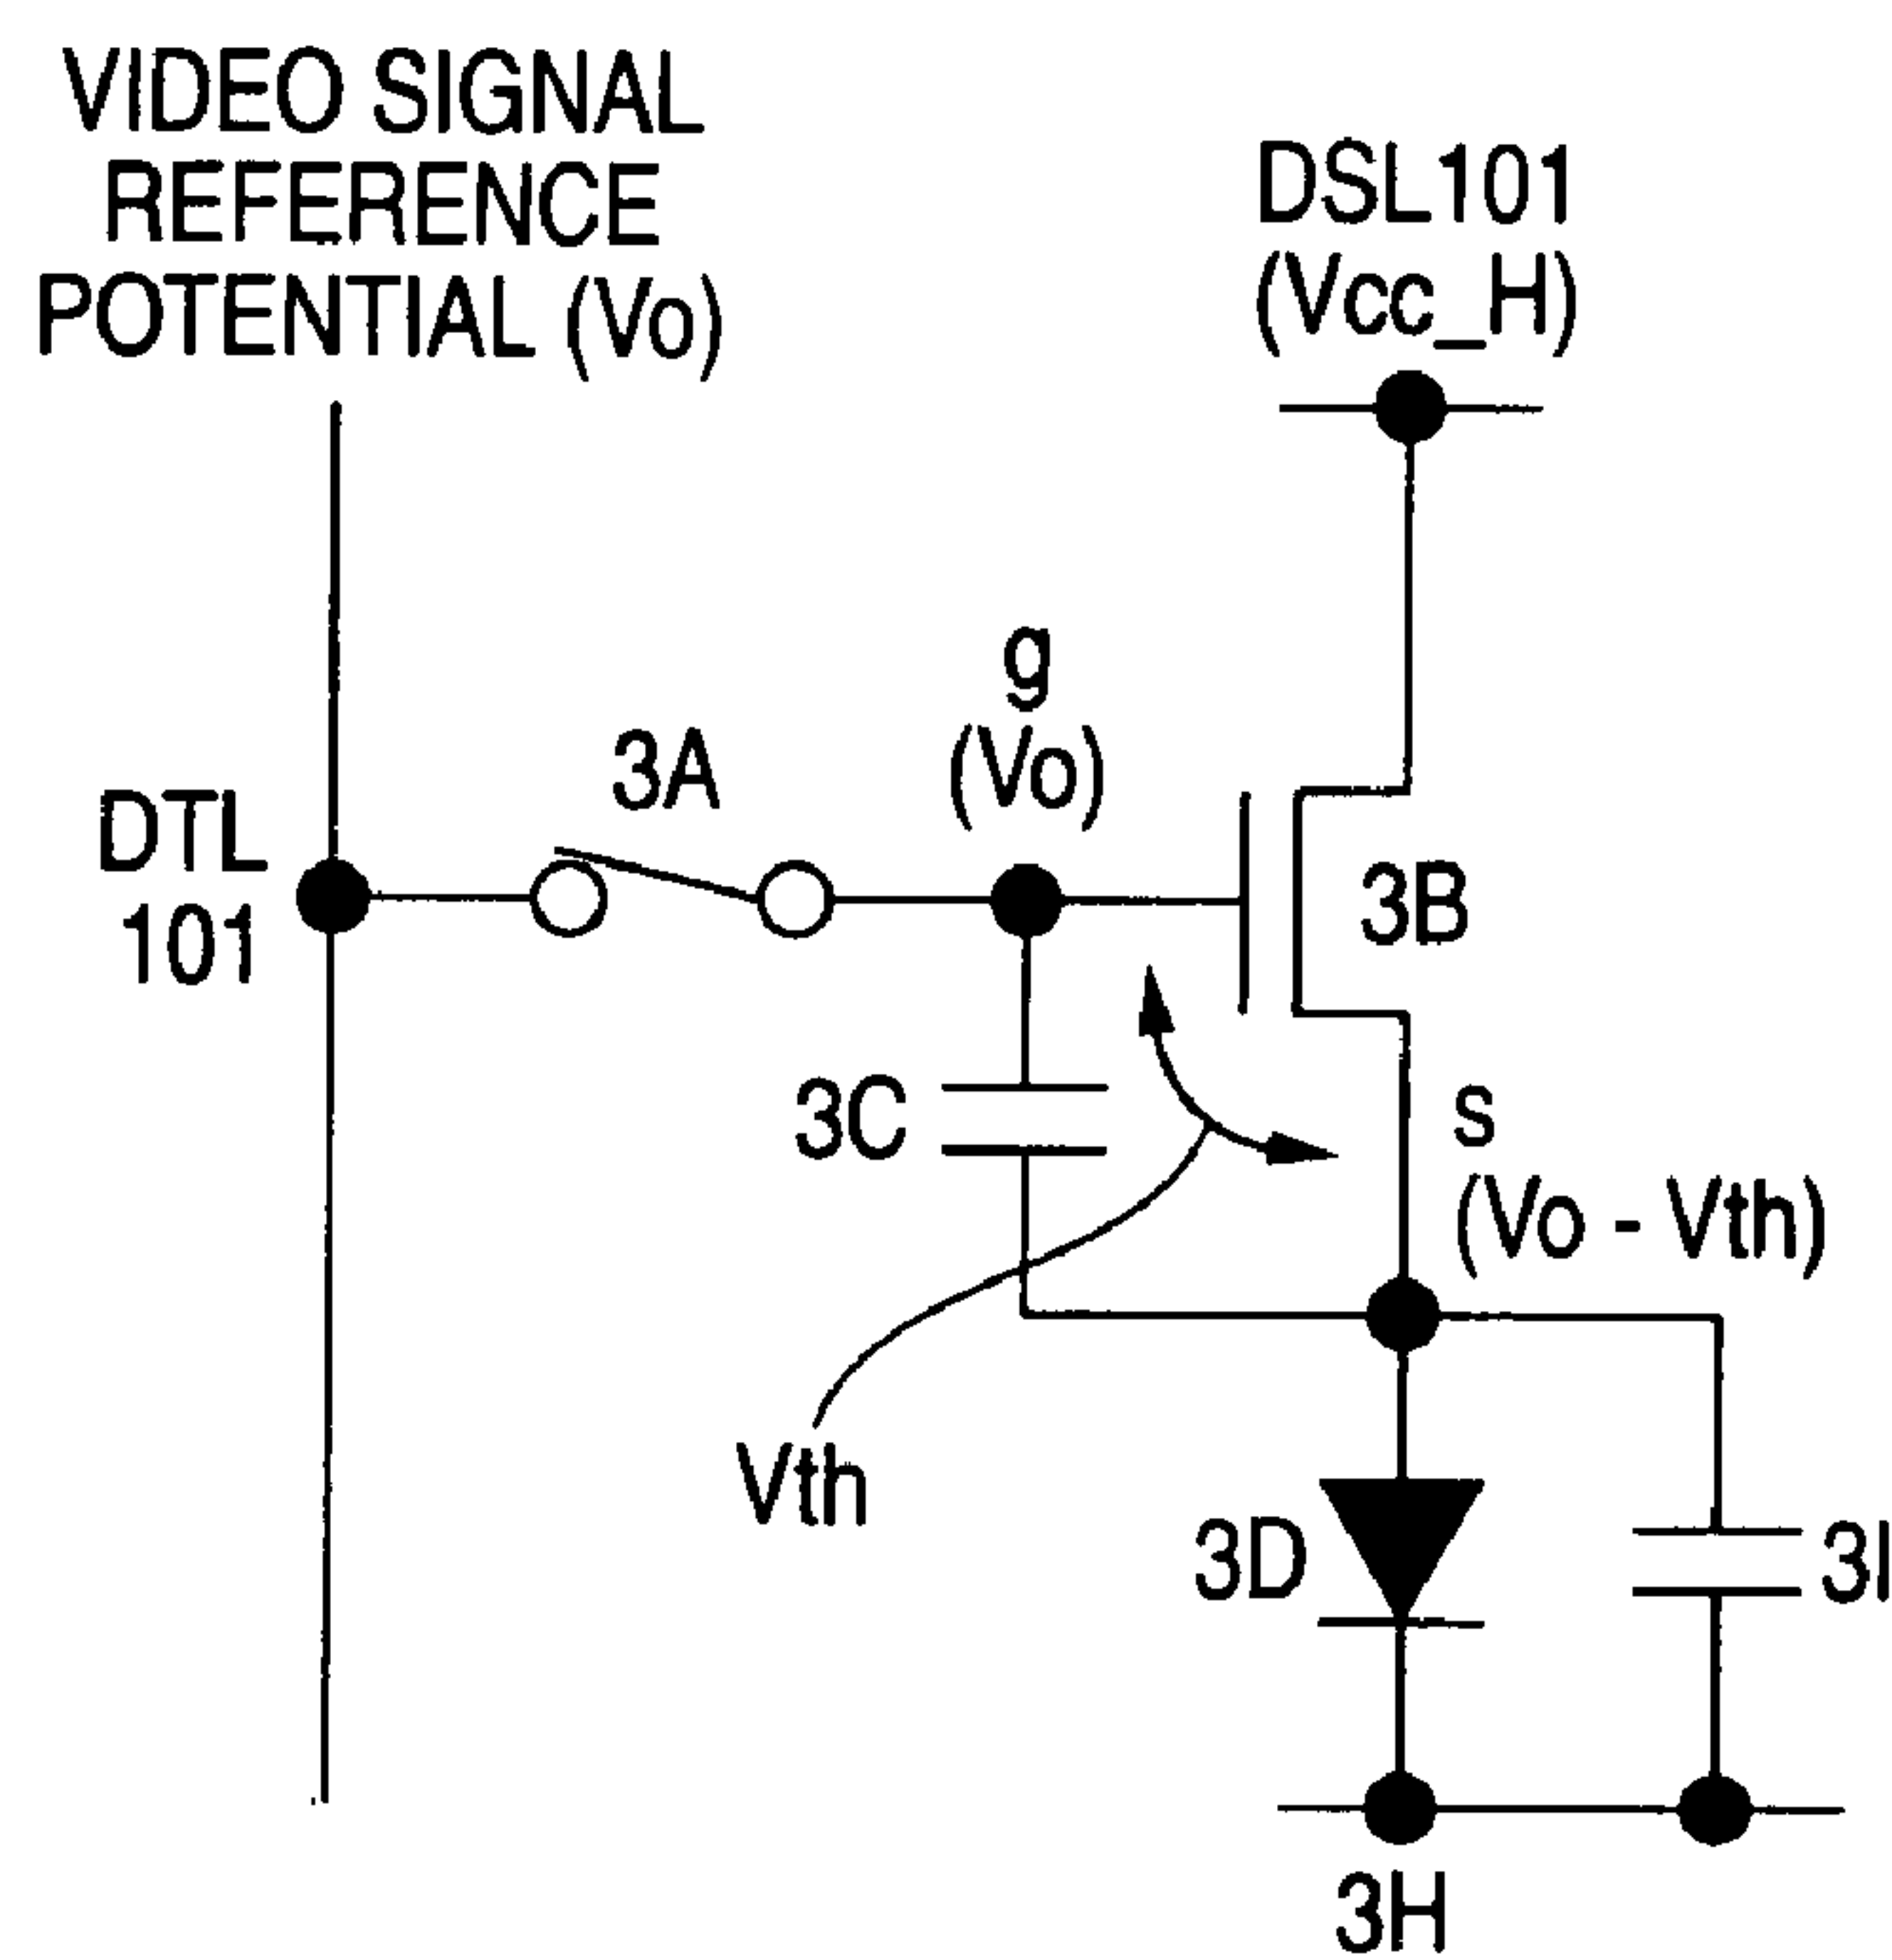 VIDEO SIGNAL
REFERENCE
POTENTIAL (Vo)
DSL101
(Vcc_H)
g
(Vo)
3A
DTL
101
3B
3C
s
(Vo - Vth)
Vth
3D
3I
3H